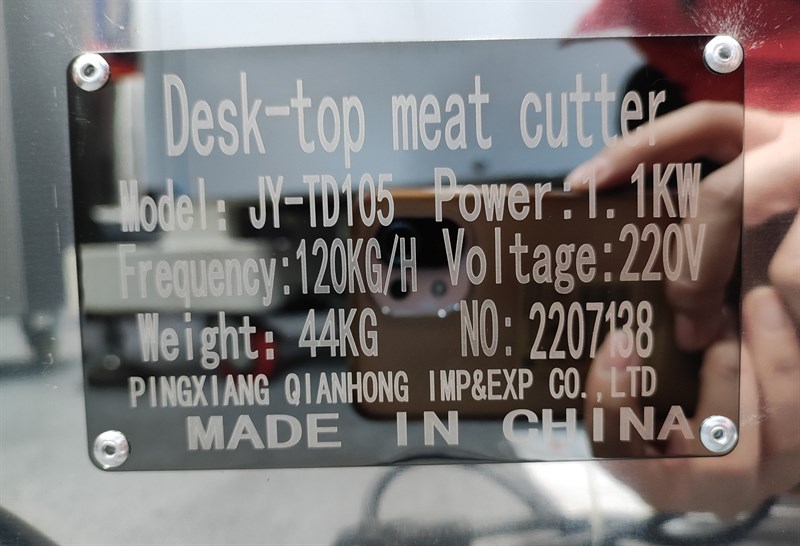 Desk-top meat cutter
Model: JY-TD105 Power:1.1KW
Frequency:120KG/H Voltage:220V
Weight: 44KG NO: 2207138
PINGXIANG QIANHONG IMP&EXP CO.,LTD
MADE IN CHINA